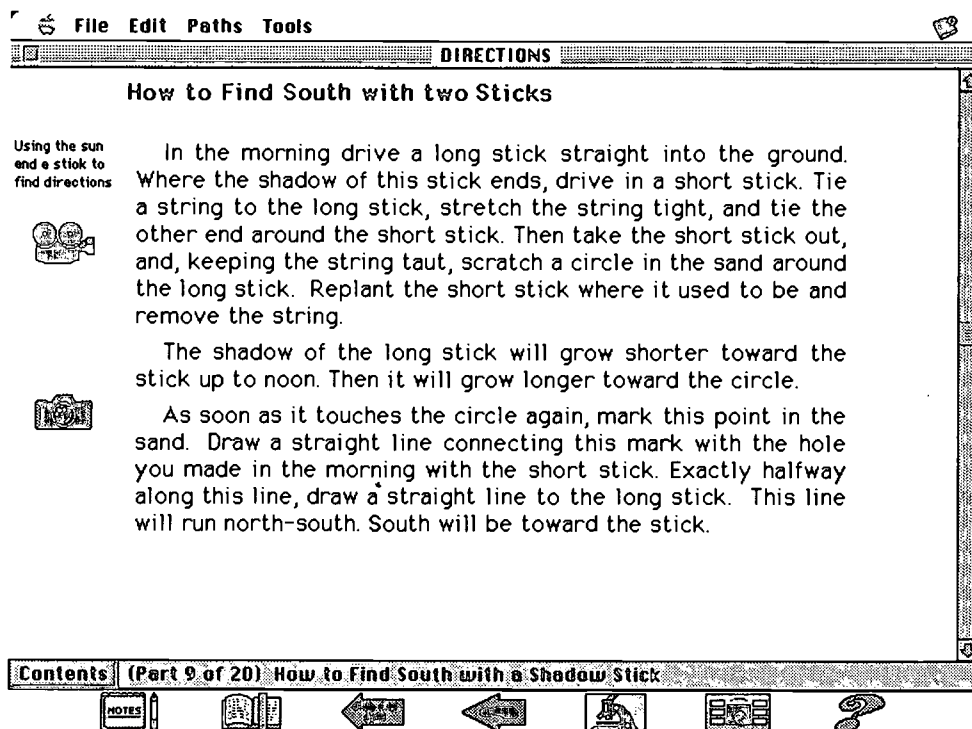 File Edit Paths Tools
DIRECTIONS
How to Find South with two Sticks
Using the sun
and a stick to
find directions
In the morning drive a long stick straight into the ground.
Where the shadow of this stick ends, drive in a short stick. Tie
a string to the long stick, stretch the string tight, and tie the
other end around the short stick. Then take the short stick out,
and, keeping the string taut, scratch a circle in the sand around
the long stick. Replant the short stick where it used to be and
remove the string.
The shadow of the long stick will grow shorter toward the
stick up to noon. Then it will grow longer toward the circle.
As soon as it touches the circle again, mark this point in the
sand. Draw a straight line connecting this mark with the hole
you made in the morning with the short stick. Exactly halfway
along this line, draw a straight line to the long stick. This line
will run north-south. South will be toward the stick.
Contents (Part 9 of 20) How to Find South with a Shadow Stick
NOTES